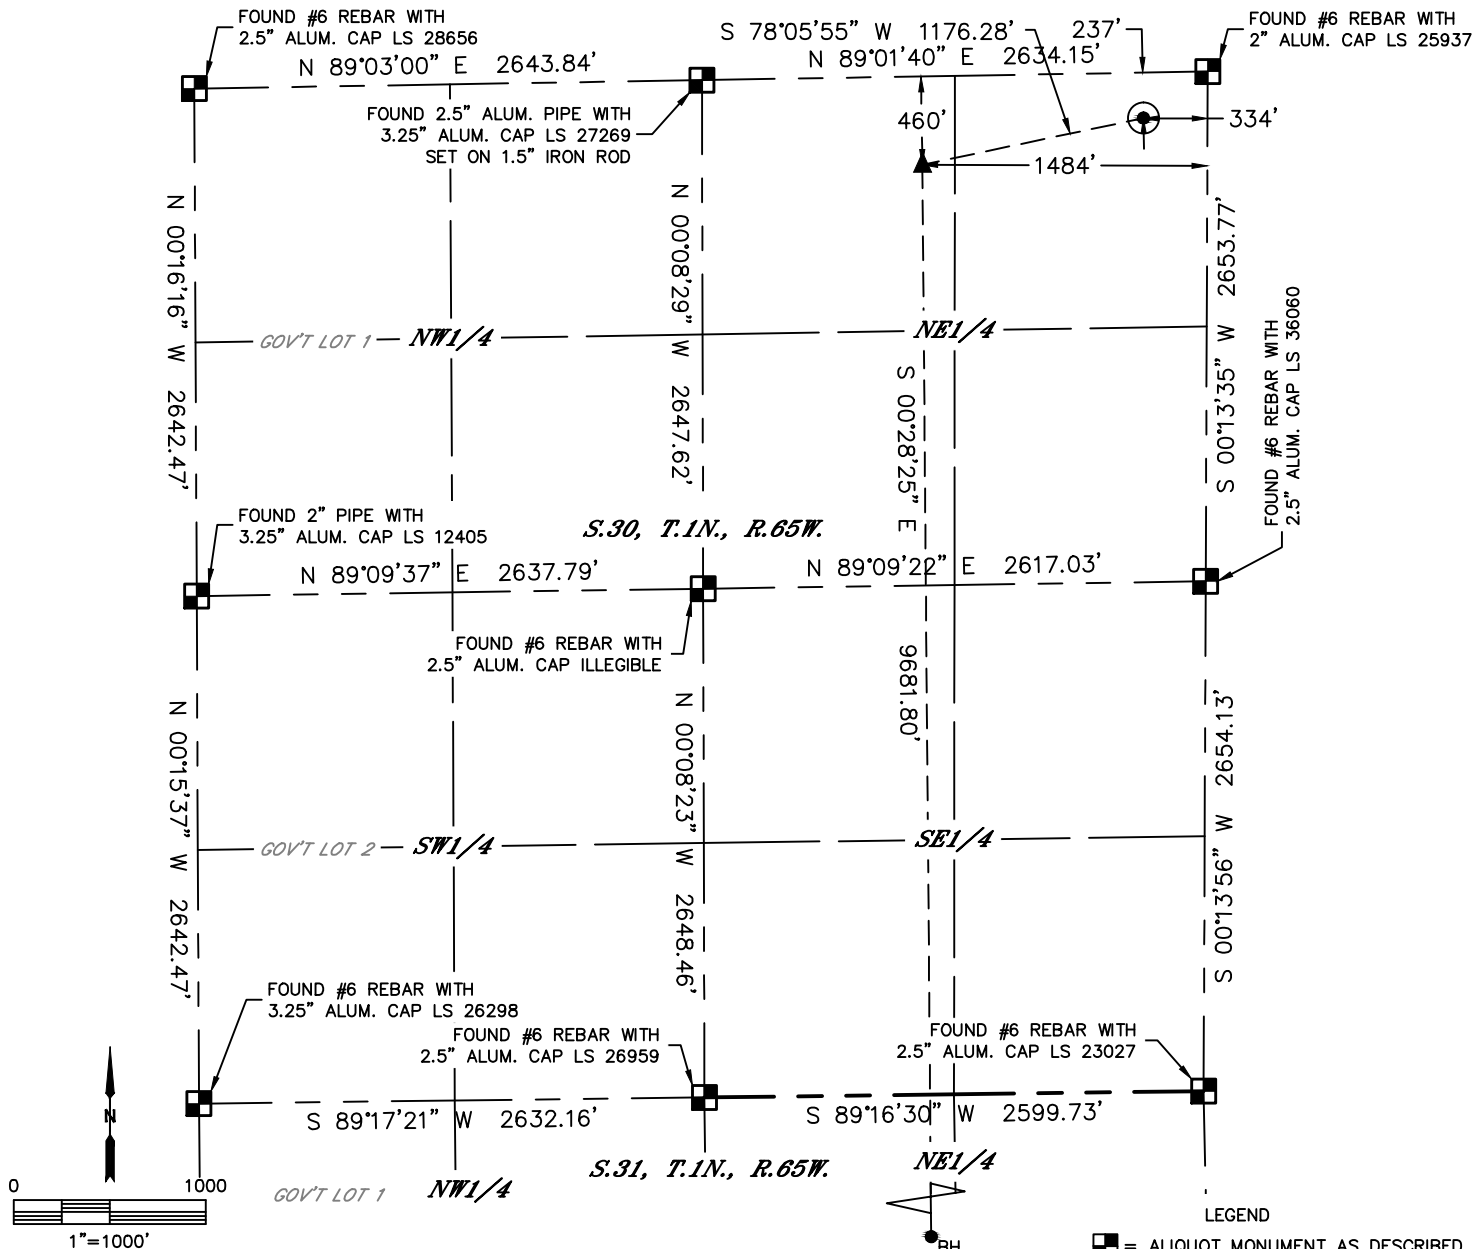 FOUND #6 REBAR WITH
2.5" ALUM. CAP LS 28656
S 78°05'55" W 1176.28'
237'
FOUND #6 REBAR WITH
2" ALUM. CAP LS 25937
N 89°03'00" E 2643.84'
N 89°01'40" E 2634.15'
FOUND 2.5" ALUM. PIPE WITH
3.25" ALUM. CAP LS 27269
SET ON 1.5" IRON ROD
460'
334'
1484'
N 00°16'16" W 2642.47'
N 00°08'29" W 2647.62'
S 00°13'35" W 2653.77'
GOV'T LOT 1
NW1/4
NE1/4
S 00°28'25" E 9681.80'
FOUND #6 REBAR WITH
2.5" ALUM. CAP LS 36060
FOUND 2" PIPE WITH
3.25" ALUM. CAP LS 12405
S.30, T.1N., R.65W.
N 89°09'37" E 2637.79'
N 89°09'22" E 2617.03'
FOUND #6 REBAR WITH
2.5" ALUM. CAP ILLEGIBLE
N 00°15'37" W 2642.47'
N 00°08'23" W 2648.46'
S 00°13'56" W 2654.13'
GOV'T LOT 2
SW1/4
SE1/4
FOUND #6 REBAR WITH
3.25" ALUM. CAP LS 26298
FOUND #6 REBAR WITH
2.5" ALUM. CAP LS 26959
FOUND #6 REBAR WITH
2.5" ALUM. CAP LS 23027
S 89°17'21" W 2632.16'
S 89°16'30" W 2599.73'
N
S.31, T.1N., R.65W.
NE1/4
0 1000
GOV'T LOT 1
NW1/4
1"=1000'
LEGEND
BH
= ALIQUOT MONUMENT AS DESCRIBED